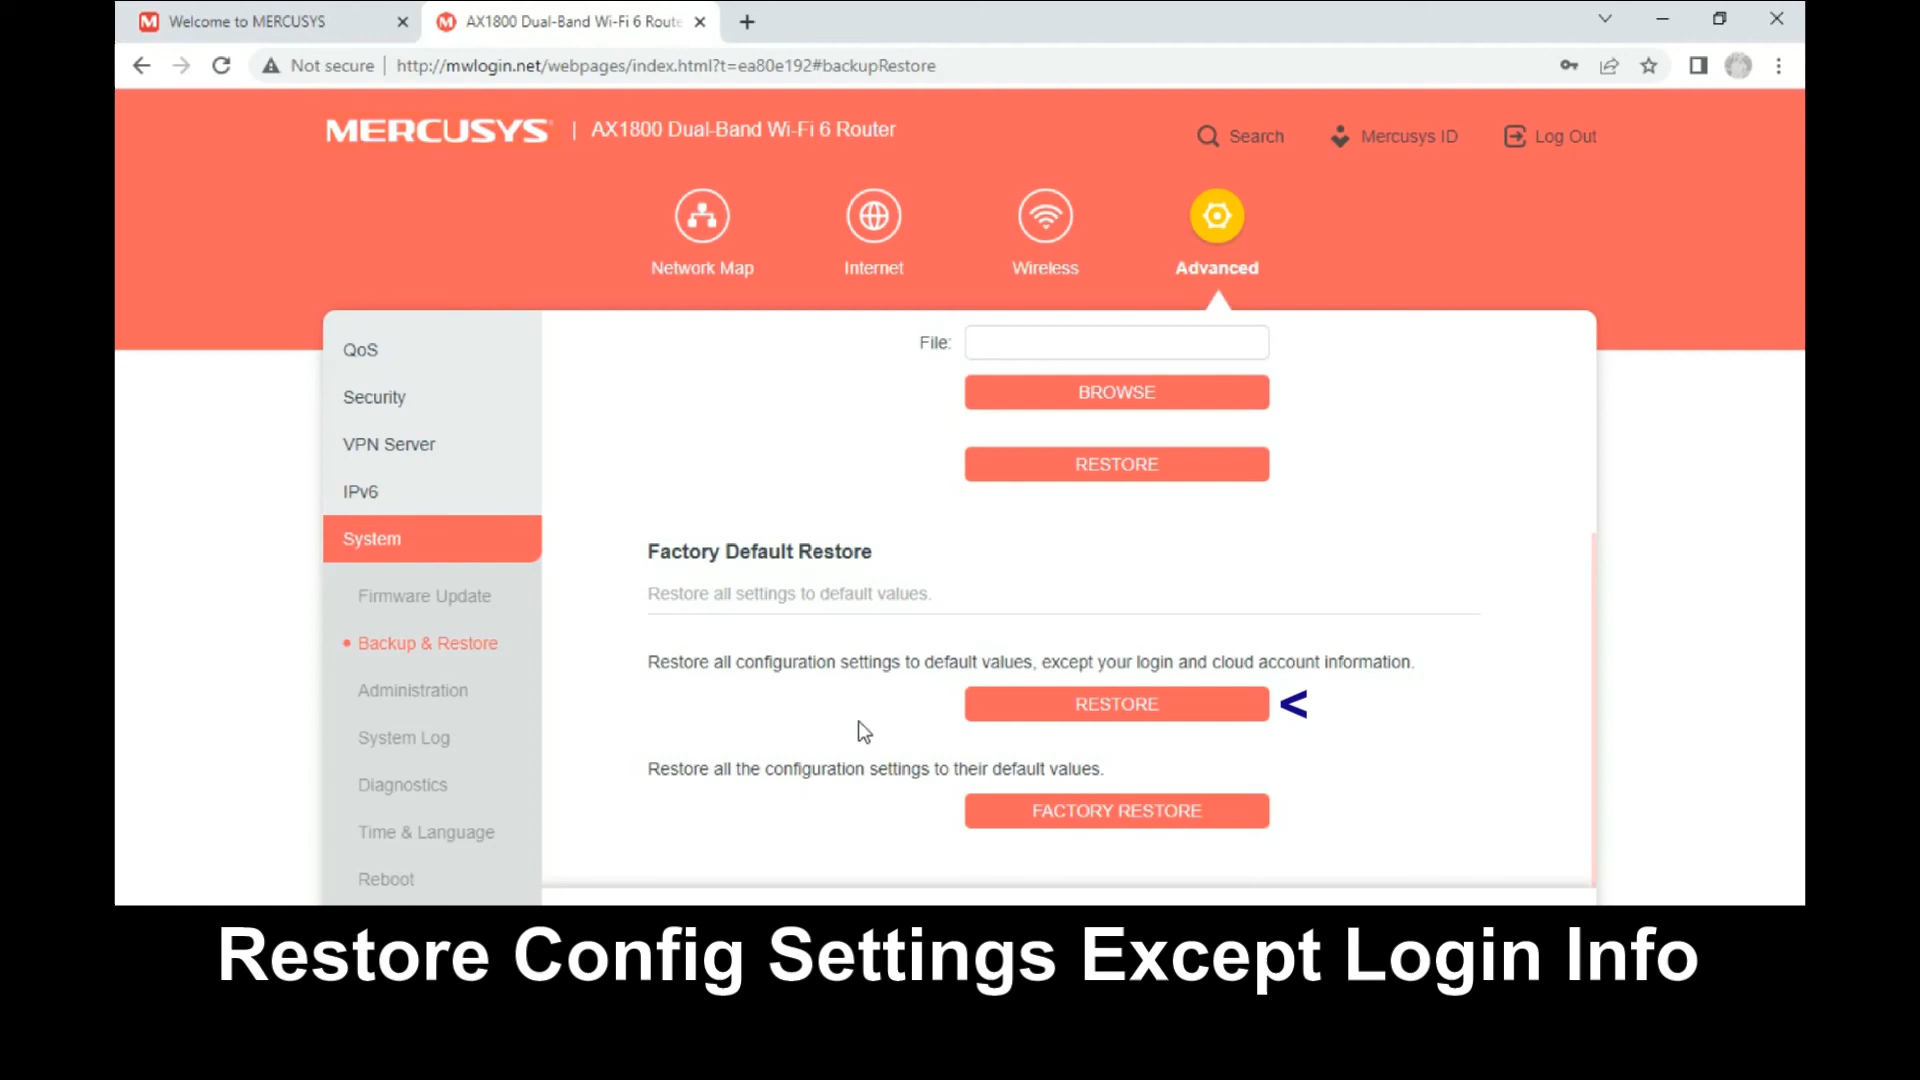 Welcome to MERCUSYS
AX1800 Dual-Band Wi-Fi 6 Route
Not secure | http://mwlogin.net/webpages/index.html?t=ea80e192#backupRestore
MERCUSYS | AX1800 Dual-Band Wi-Fi 6 Router
Search
Mercusys ID
Log Out
Network Map
Internet
Wireless
Advanced
QoS
Security
VPN Server
IPv6
System
Firmware Update
Backup & Restore
Administration
System Log
Diagnostics
Time & Language
Reboot
File:
BROWSE
RESTORE
Factory Default Restore
Restore all settings to default values.
Restore all configuration settings to default values, except your login and cloud account information.
RESTORE <
Restore all the configuration settings to their default values.
FACTORY RESTORE
Restore Config Settings Except Login Info